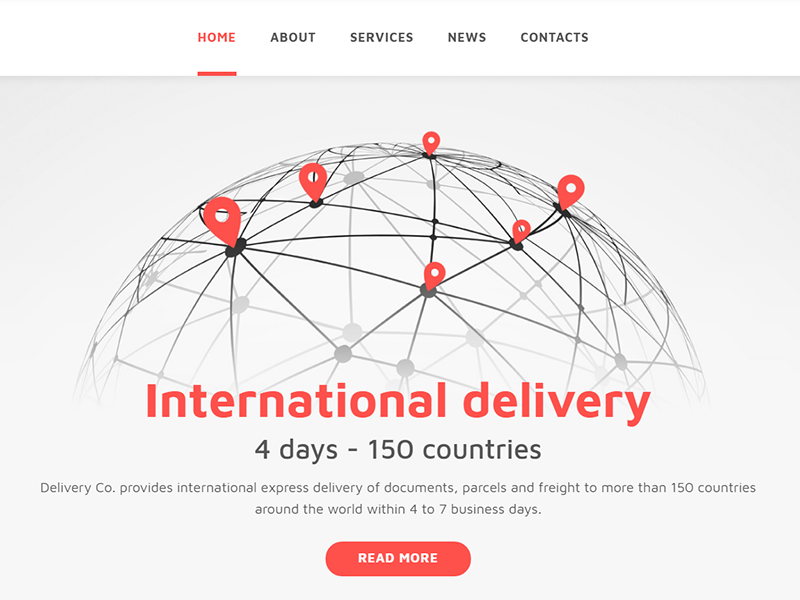 HOME ABOUT SERVICES NEWS CONTACTS
International delivery
4 days - 150 countries
Delivery Co. provides international express delivery of documents, parcels and freight to more than 150 countries
around the world within 4 to 7 business days.
READ MORE